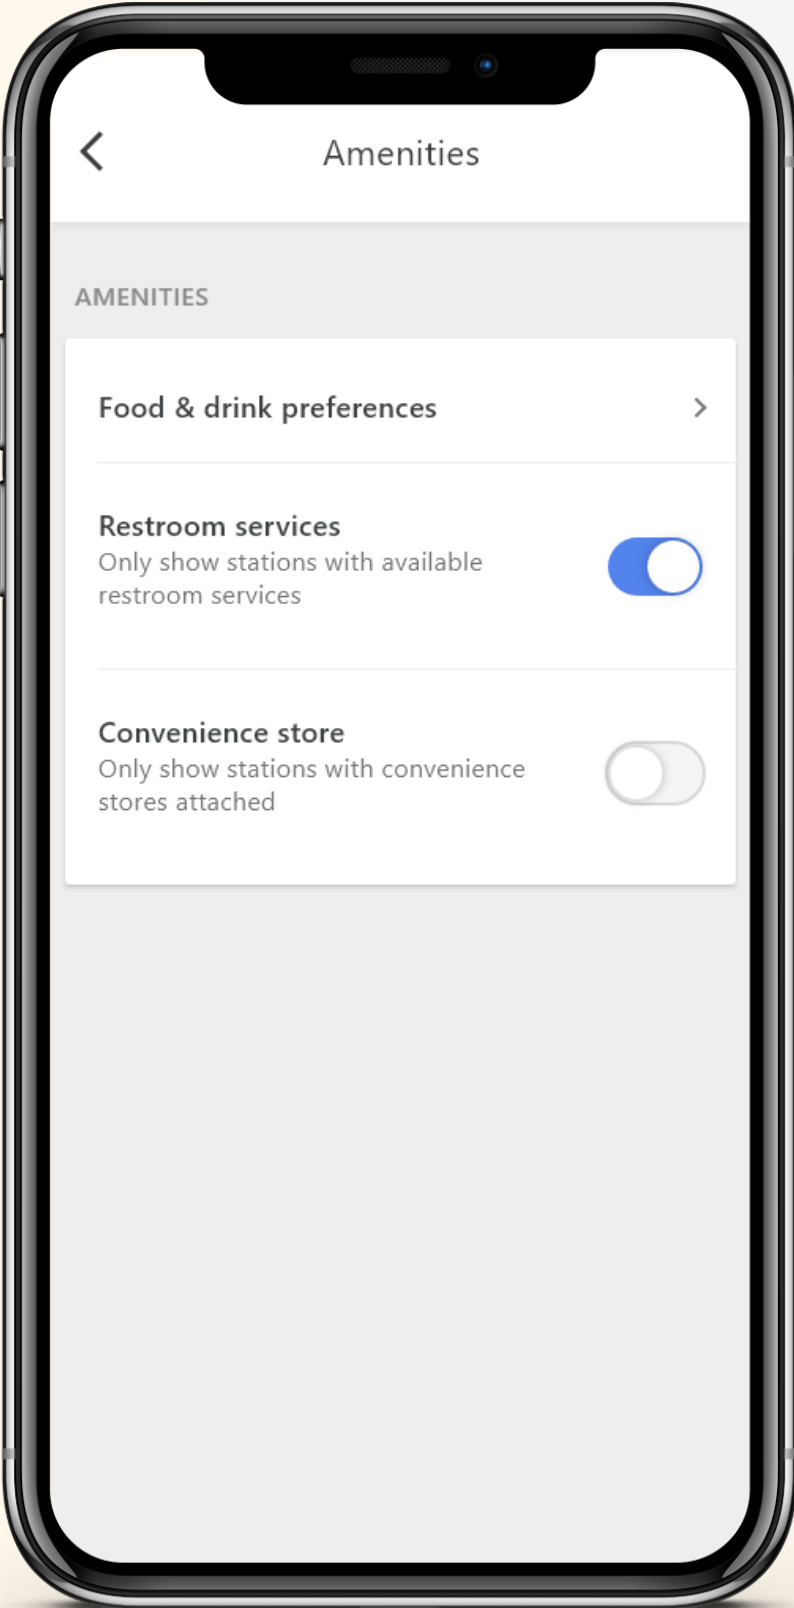 Amenities
AMENITIES
Food & drink preferences
Restroom services
Only show stations with available
restroom services
Convenience store
Only show stations with convenience
stores attached